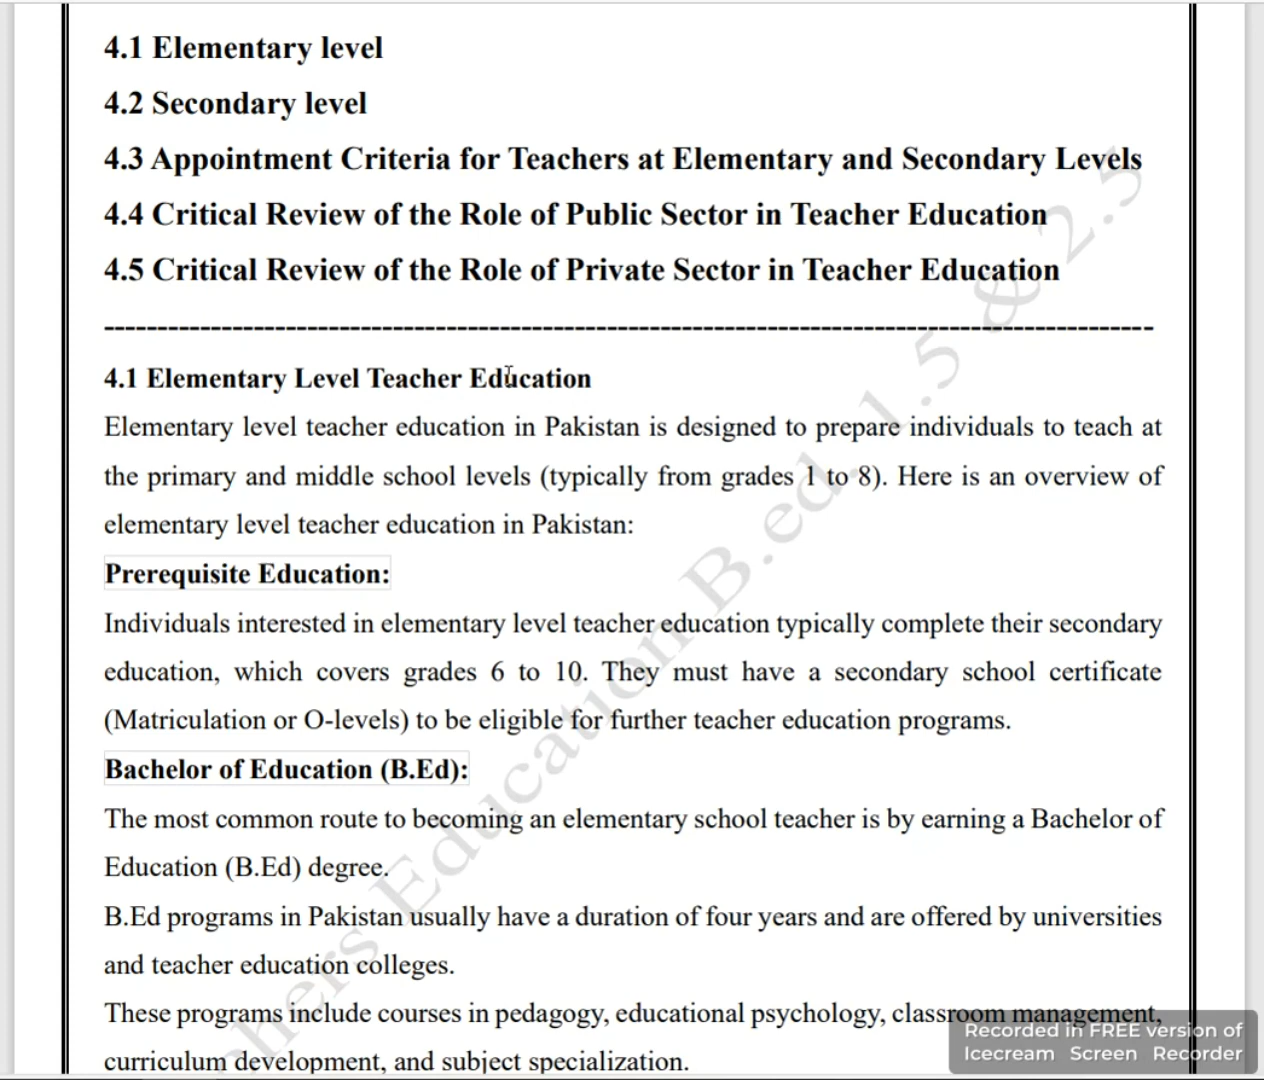 4.1 Elementary level
4.2 Secondary level
4.3 Appointment Criteria for Teachers at Elementary and Secondary Levels
4.4 Critical Review of the Role of Public Sector in Teacher Education
4.5 Critical Review of the Role of Private Sector in Teacher Education
4.1 Elementary Level Teacher Education
Elementary level teacher education in Pakistan is designed to prepare individuals to teach at
the primary and middle school levels (typically from grades 1 to 8). Here is an overview of
elementary level teacher education in Pakistan:
Prerequisite Education:
Individuals interested in elementary level teacher education typically complete their secondary
education, which covers grades 6 to 10. They must have a secondary school certificate
(Matriculation or O-levels) to be eligible for further teacher education programs.
Bachelor of Education (B.Ed):
The most common route to becoming an elementary school teacher is by earning a Bachelor of
Education (B.Ed) degree.
B.Ed programs in Pakistan usually have a duration of four years and are offered by universities
and teacher education colleges.
These programs include courses in pedagogy, educational psychology, classroom management,
curriculum development, and subject specialization.
hers Education B.ed. 1.5 & 2.5
Recorded in FREE version of
Icecream Screen Recorder